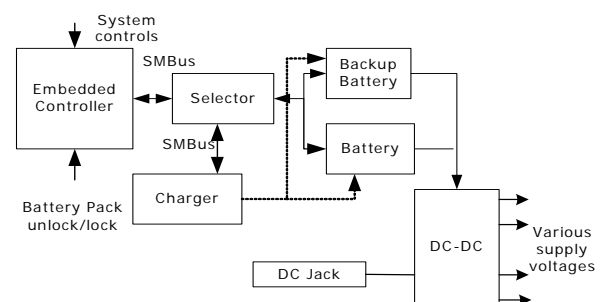 System
controls
SMBus
Backup
Battery
Embedded
Controller
Selector
SMBus
Battery
Charger
Battery Pack
unlock/lock
DC-DC
Various
supply
voltages
DC Jack